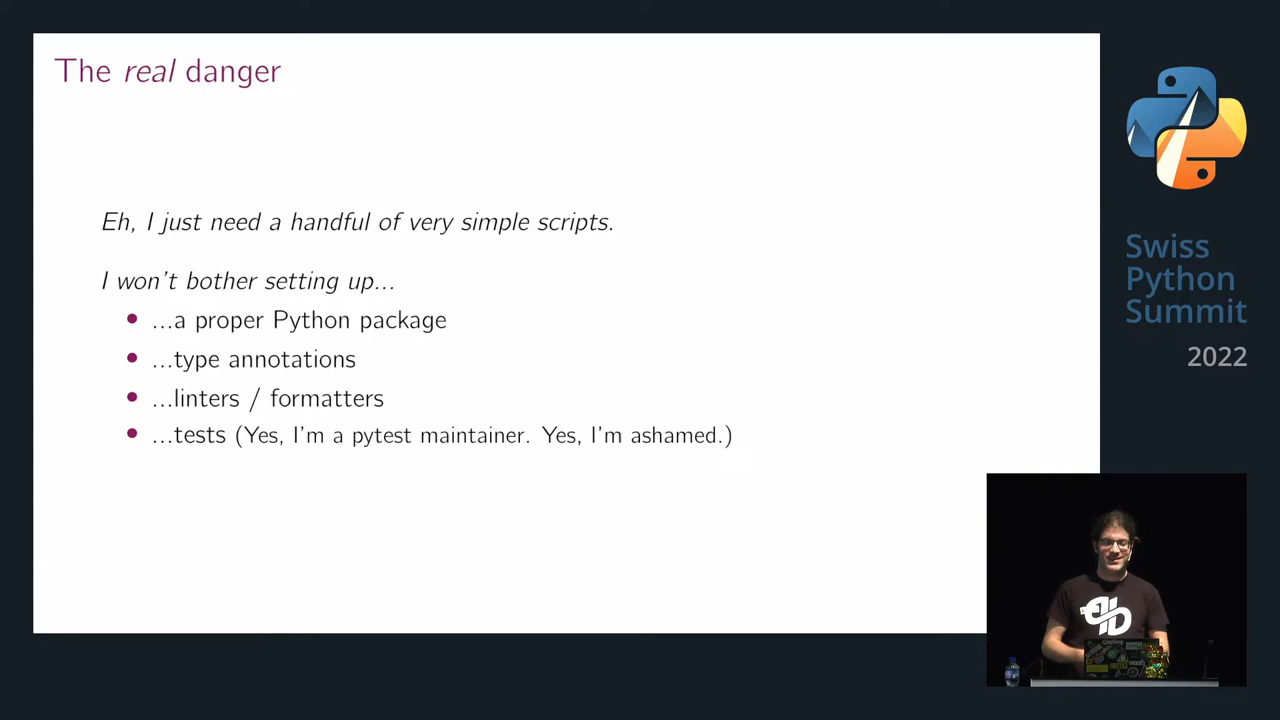 The real danger
Eh, I just need a handful of very simple scripts.
I won't bother setting up...
...a proper Python package
...type annotations
...linters / formatters
...tests (Yes, I'm a pytest maintainer. Yes, I'm ashamed.)
Swiss
Python
Summit
2022